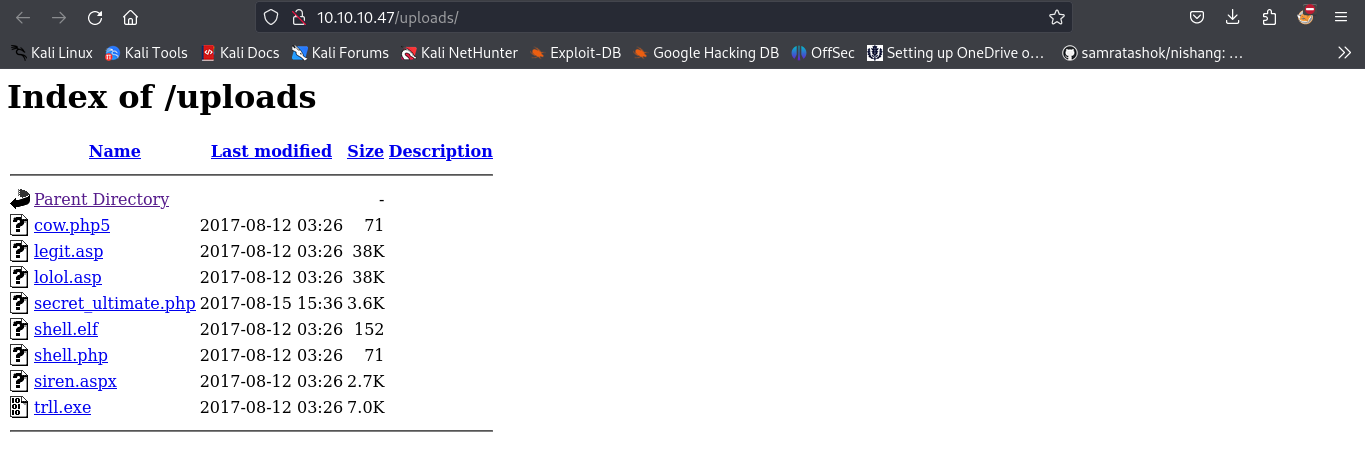 10.10.10.47/uploads/
Kali Linux Kali Tools Kali Docs Kali Forums Kali NetHunter Exploit-DB Google Hacking DB OffSec Setting up OneDrive o… samratashok/nishang: …
Index of /uploads
Name Last modified Size Description
Parent Directory -
cow.php5 2017-08-12 03:26 71
legit.asp 2017-08-12 03:26 38K
lolol.asp 2017-08-12 03:26 38K
secret_ultimate.php 2017-08-15 15:36 3.6K
shell.elf 2017-08-12 03:26 152
shell.php 2017-08-12 03:26 71
siren.aspx 2017-08-12 03:26 2.7K
trll.exe 2017-08-12 03:26 7.0K